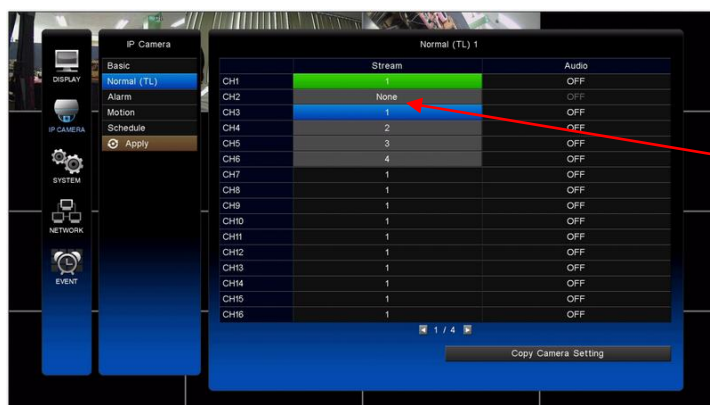 IP Camera
Normal (TL) 1
DISPLAY
IP CAMERA
SYSTEM
NETWORK
EVENT
Basic
Normal (TL)
Alarm
Motion
Schedule
Apply
Stream Audio
CH1 1 OFF
CH2 None OFF
CH3 1 OFF
CH4 2 OFF
CH5 3 OFF
CH6 4 OFF
CH7 1 OFF
CH8 1 OFF
CH9 1 OFF
CH10 1 OFF
CH11 1 OFF
CH12 1 OFF
CH13 1 OFF
CH14 1 OFF
CH15 1 OFF
CH16 1 OFF
1 / 4
Copy Camera Setting